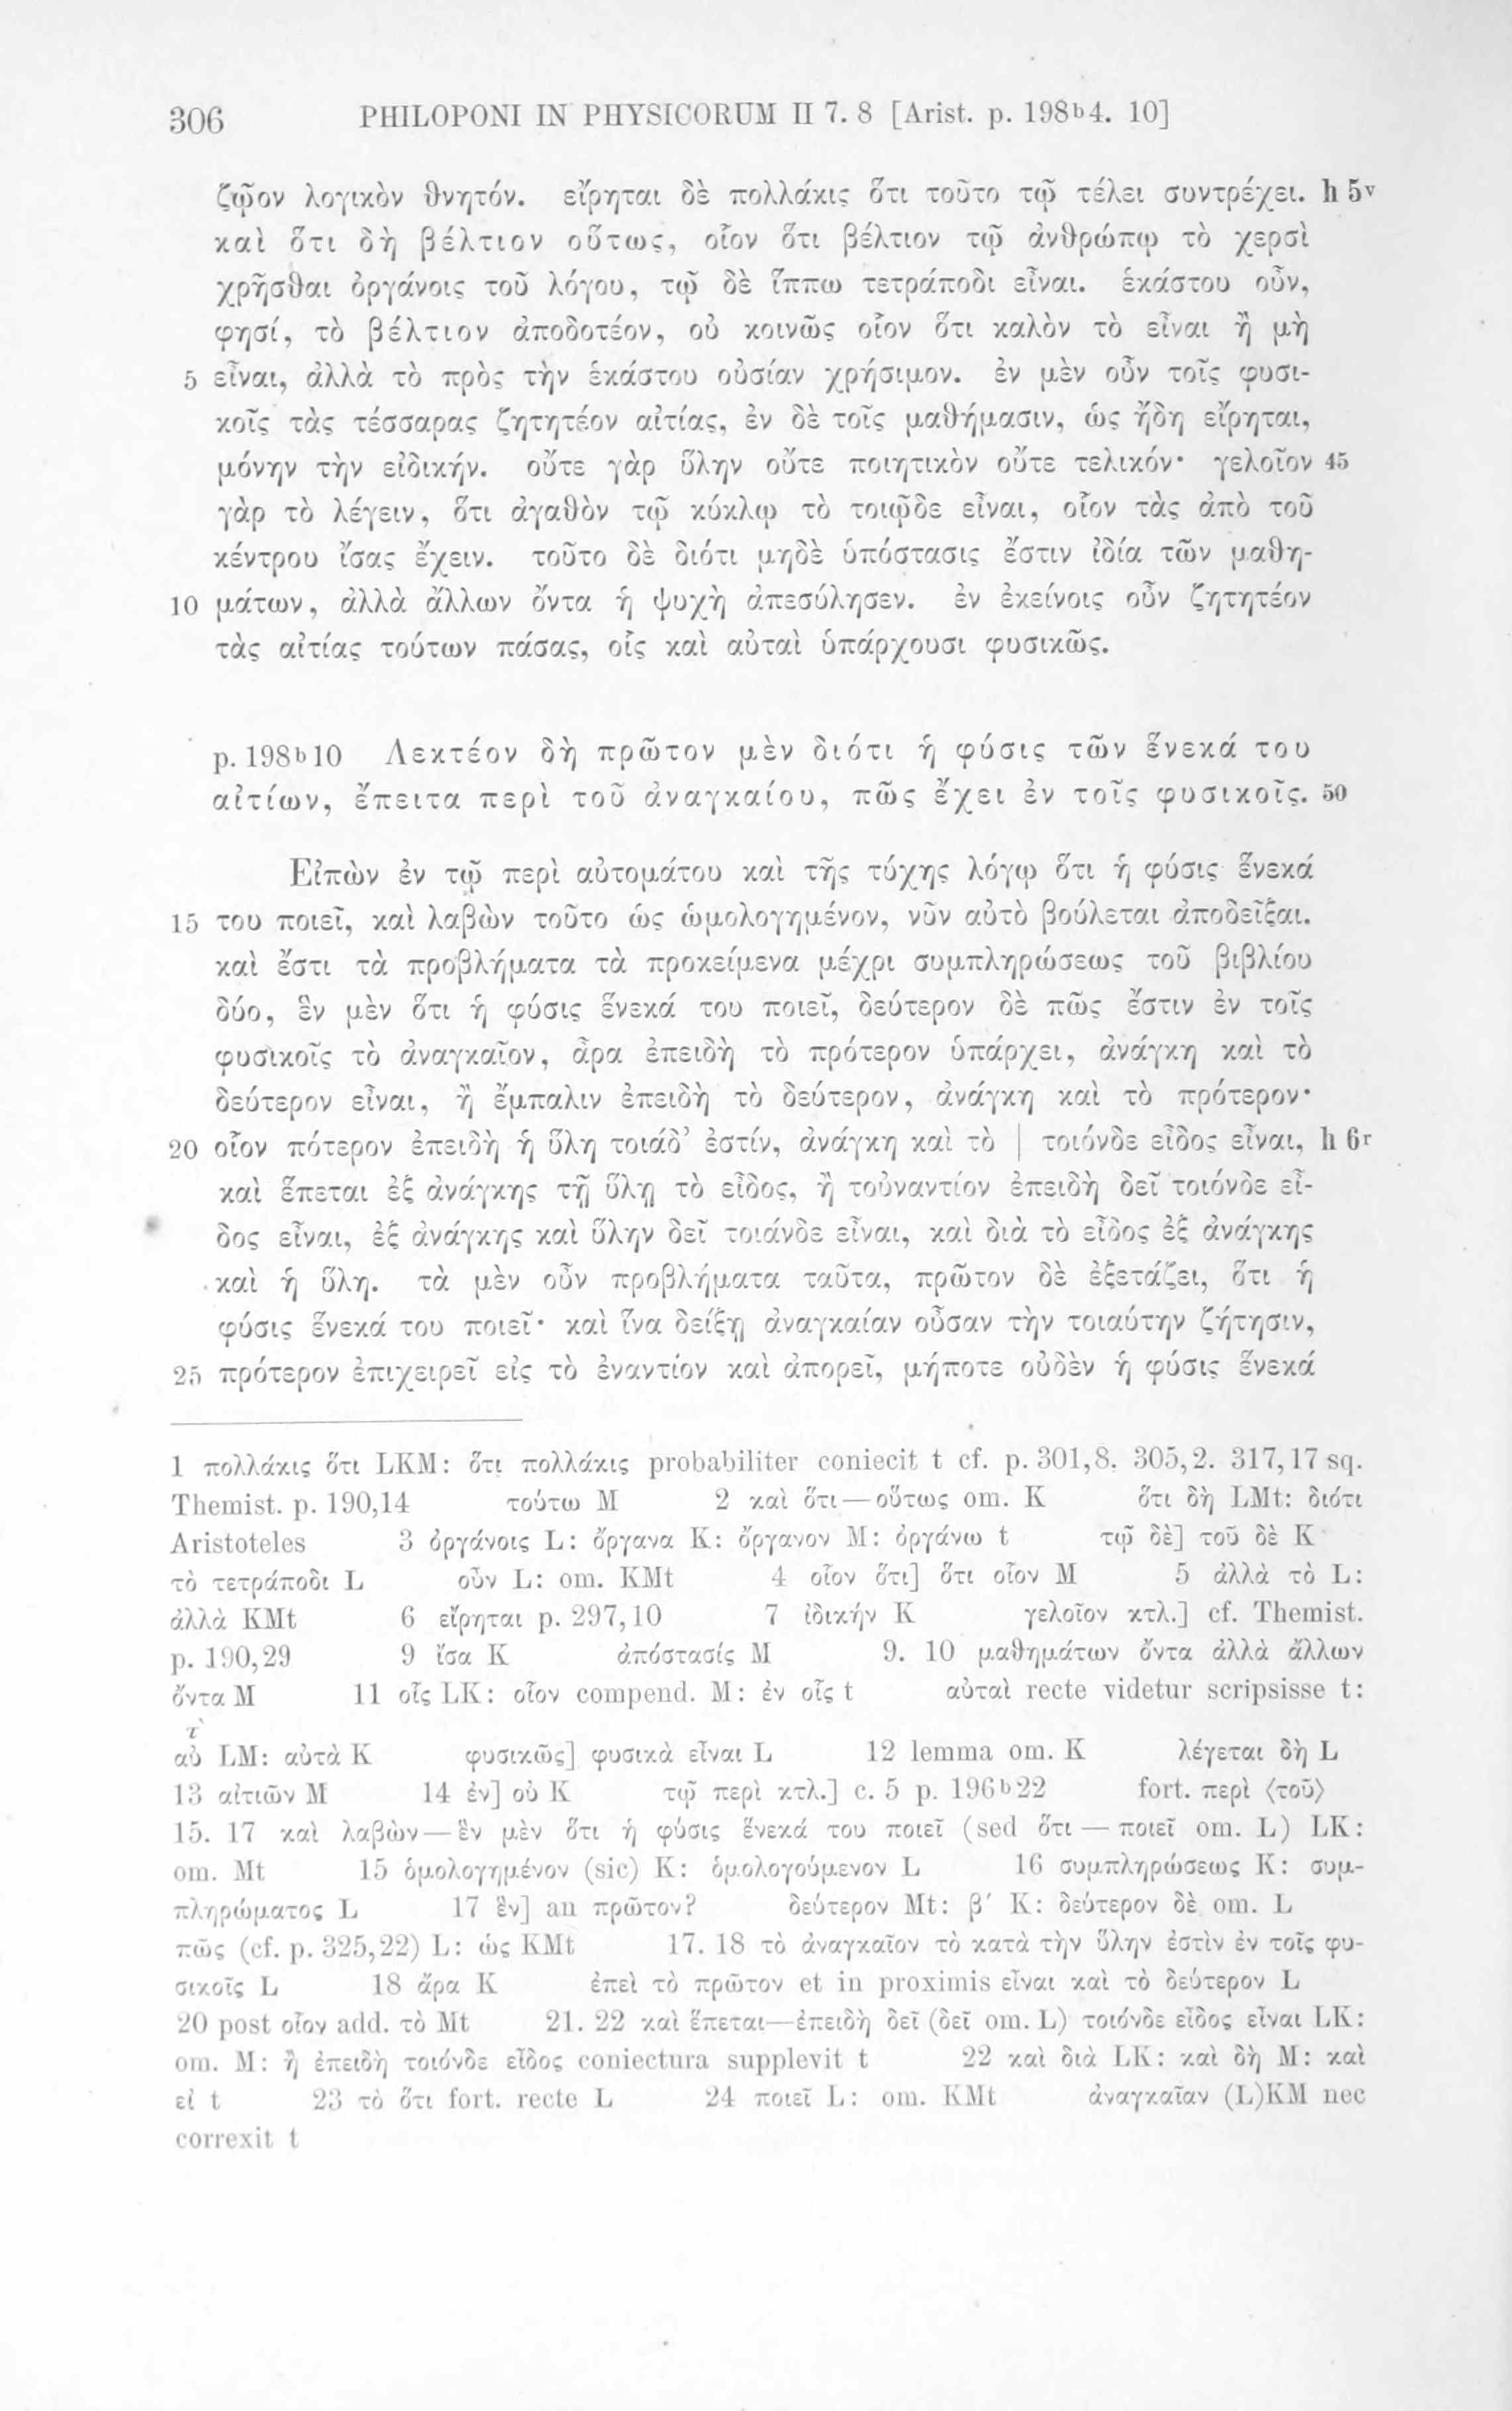 306 PHILOPONI IN PHYSICORUM II 7. 8 [Arist. p. 198b4. 10]
ζῷον λογικὸν θνητόν. εἴρηται δὲ πολλάκις ὅτι τοῦτο τῷ τέλει συντρέχει. h 5v
καὶ ὅτι δὴ βέλτιον οὕτως, οἷον ὅτι βέλτιον τῷ ἀνθρώπῳ τὸ χερσὶ
χρῆσθαι ὀργάνοις τοῦ λόγου, τῷ δὲ ἵππω τετράποδι εἶναι. ἑκάστου οὖν,
φησί, τὸ βέλτιον ἀποδοτέον, οὐ κοινῶς οἷον ὅτι καλὸν τὸ εἶναι ἢ μὴ
5 εἶναι, ἀλλὰ τὸ πρὸς τὴν ἑκάστου οὐσίαν χρήσιμον. ἐν μὲν οὖν τοῖς φυσι-
κοῖς τὰς τέσσαρας ζητητέον αἰτίας, ἐν δὲ τοῖς μαθήμασιν, ὡς ἤδη εἴρηται,
μόνην τὴν εἰδικήν. οὔτε γὰρ ὕλην οὔτε ποιητικὸν οὔτε τελικόν· γελοῖον 45
γὰρ τὸ λέγειν, ὅτι ἀγαθὸν τῷ κύκλῳ τὸ τοιῷδε εἶναι, οἷον τὰς ἀπὸ τοῦ
κέντρου ἴσας ἔχειν. τοῦτο δὲ διότι μηδὲ ὑπόστασις ἔστιν ἰδία τῶν μαθη-
10 μάτων, ἀλλὰ ἄλλων ὄντα ἡ ψυχὴ ἀπεσύλησεν. ἐν ἐκείνοις οὖν ζητητέον
τὰς αἰτίας τούτων πάσας, οἷς καὶ αὐταὶ ὑπάρχουσι φυσικῶς.
p. 198b10 Λεκτέον δὴ πρῶτον μὲν διότι ἡ φύσις τῶν ἕνεκά του
αἰτίων, ἔπειτα περὶ τοῦ ἀναγκαίου, πῶς ἔχει ἐν τοῖς φυσικοῖς. 50
Εἰπὼν ἐν τῷ περὶ αὐτομάτου καὶ τῆς τύχης λόγῳ ὅτι ἡ φύσις ἕνεκά
15 του ποιεῖ, καὶ λαβὼν τοῦτο ὡς ὡμολογημένον, νῦν αὐτὸ βούλεται ἀποδεῖξαι.
καὶ ἔστι τὰ προβλήματα τὰ προκείμενα μέχρι συμπληρώσεως τοῦ βιβλίου
δύο, ἓν μὲν ὅτι ἡ φύσις ἕνεκά του ποιεῖ, δεύτερον δὲ πῶς ἔστιν ἐν τοῖς
φυσικοῖς τὸ ἀναγκαῖον, ἆρα ἐπειδὴ τὸ πρότερον ὑπάρχει, ἀνάγκη καὶ τὸ
δεύτερον εἶναι, ἢ ἔμπαλιν ἐπειδὴ τὸ δεύτερον, ἀνάγκη καὶ τὸ πρότερον·
20 οἷον πότερον ἐπειδὴ ἡ ὕλη τοιάδ’ ἐστίν, ἀνάγκη καὶ τὸ | τοιόνδε εἶδος εἶναι, h 6r
καὶ ἕπεται ἐξ ἀνάγκης τῇ ὕλῃ τὸ εἶδος, ἢ τοὐναντίον ἐπειδὴ δεῖ τοιόνδε εἶ-
δος εἶναι, ἐξ ἀνάγκης καὶ ὕλην δεῖ τοιάνδε εἶναι, καὶ διὰ τὸ εἶδος ἐξ ἀνάγκης
καὶ ἡ ὕλη. τὰ μὲν οὖν προβλήματα ταῦτα, πρῶτον δὲ ἐξετάζει, ὅτι ἡ
φύσις ἕνεκά του ποιεῖ· καὶ ἵνα δείξῃ ἀναγκαίαν οὖσαν τὴν τοιαύτην ζήτησιν,
25 πρότερον ἐπιχειρεῖ εἰς τὸ ἐναντίον καὶ ἀπορεῖ, μήποτε οὐδὲν ἡ φύσις ἕνεκά
1 πολλάκις ὅτι LKM: ὅτι πολλάκις probabiliter coniecit t cf. p. 301,8. 305,2. 317,17 sq.
Themist. p. 190,14 τούτω M 2 καὶ ὅτι—οὕτως om. K ὅτι δὴ LMt: διότι
Aristoteles 3 ὀργάνοις L: ὄργανα K: ὄργανον M: ὀργάνω t τῷ δὲ] τοῦ δὲ K
τὸ τετράποδι L οὖν L: om. KMt 4 οἷον ὅτι] ὅτι οἷον M 5 ἀλλὰ τὸ L:
ἀλλὰ KMt 6 εἴρηται p. 297,10 7 ἰδικήν K γελοῖον κτλ.] cf. Themist.
p. 190,29 9 ἴσα K ἀπόστασίς M 9. 10 μαθημάτων ὄντα ἀλλὰ ἄλλων
ὄντα M 11 οἷς LK: οἷον compend. M: ἐν οἷς t αὐταὶ recte videtur scripsisse t:
τ`
αὐ LM: αὐτὰ K φυσικῶς] φυσικὰ εἶναι L 12 lemma om. K λέγεται δὴ L
13 αἰτιῶν M 14 ἐν] οὐ K τῷ περὶ κτλ.] c. 5 p. 196b22 fort. περὶ ⟨τοῦ⟩
15. 17 καὶ λαβὼν—ἓν μὲν ὅτι ἡ φύσις ἕνεκά του ποιεῖ (sed ὅτι — ποιεῖ om. L) LK:
om. Mt 15 ὁμολογημένον (sic) K: ὁμολογούμενον L 16 συμπληρώσεως K: συμ-
πληρώματος L 17 ἓν] an πρῶτον? δεύτερον Mt: β′ K: δεύτερον δὲ om. L
πῶς (cf. p. 325,22) L: ὡς KMt 17. 18 τὸ ἀναγκαῖον τὸ κατὰ τὴν ὕλην ἐστὶν ἐν τοῖς φυ-
σικοῖς L 18 ἄρα K ἐπεὶ τὸ πρῶτον et in proximis εἶναι καὶ τὸ δεύτερον L
20 post οἷον add. τὸ Mt 21. 22 καὶ ἕπεται—ἐπειδὴ δεῖ (δεῖ om. L) τοιόνδε εἶδος εἶναι LK:
om. M: ἢ ἐπειδὴ τοιόνδε εἶδος coniectura supplevit t 22 καὶ διὰ LK: καὶ δὴ M: καὶ
εἰ t 23 τὸ ὅτι fort. recte L 24 ποιεῖ L: om. KMt ἀναγκαῖαν (L)KM nec
correxit t